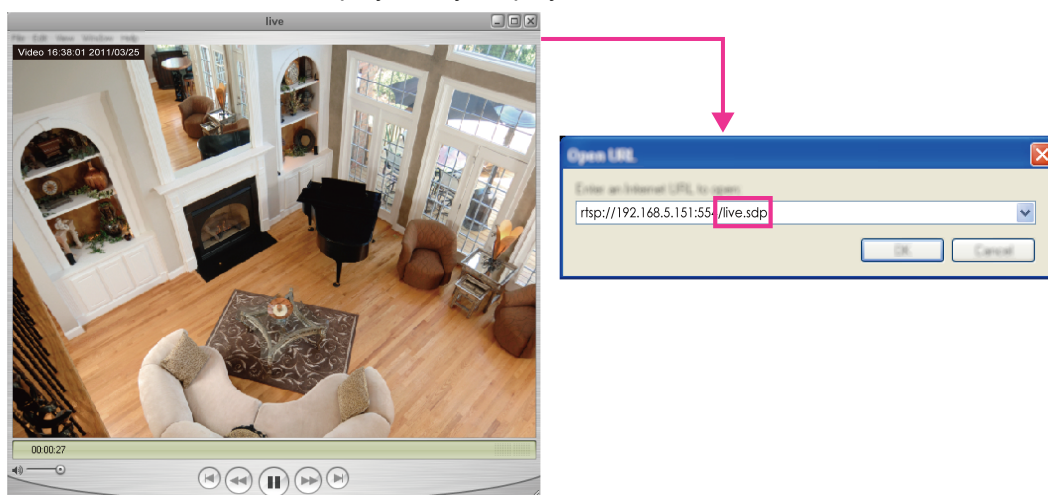 live
File Edit View Window Help
Video 16:38:01 2011/03/25
Open URL
Enter an Internet URL to open:
rtsp://192.168.5.151:554/live.sdp
OK Cancel
00:00:27